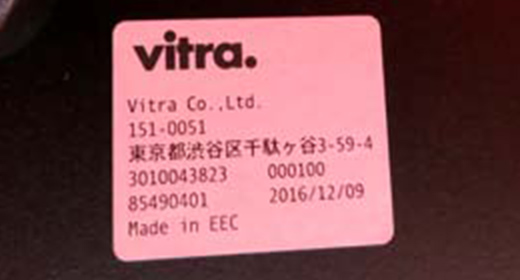 vitra.
Vitra Co.,Ltd.
151-0051
東京都渋谷区千駄ヶ谷3-59-4
3010043823 000100
85490401 2016/12/09
Made in EEC